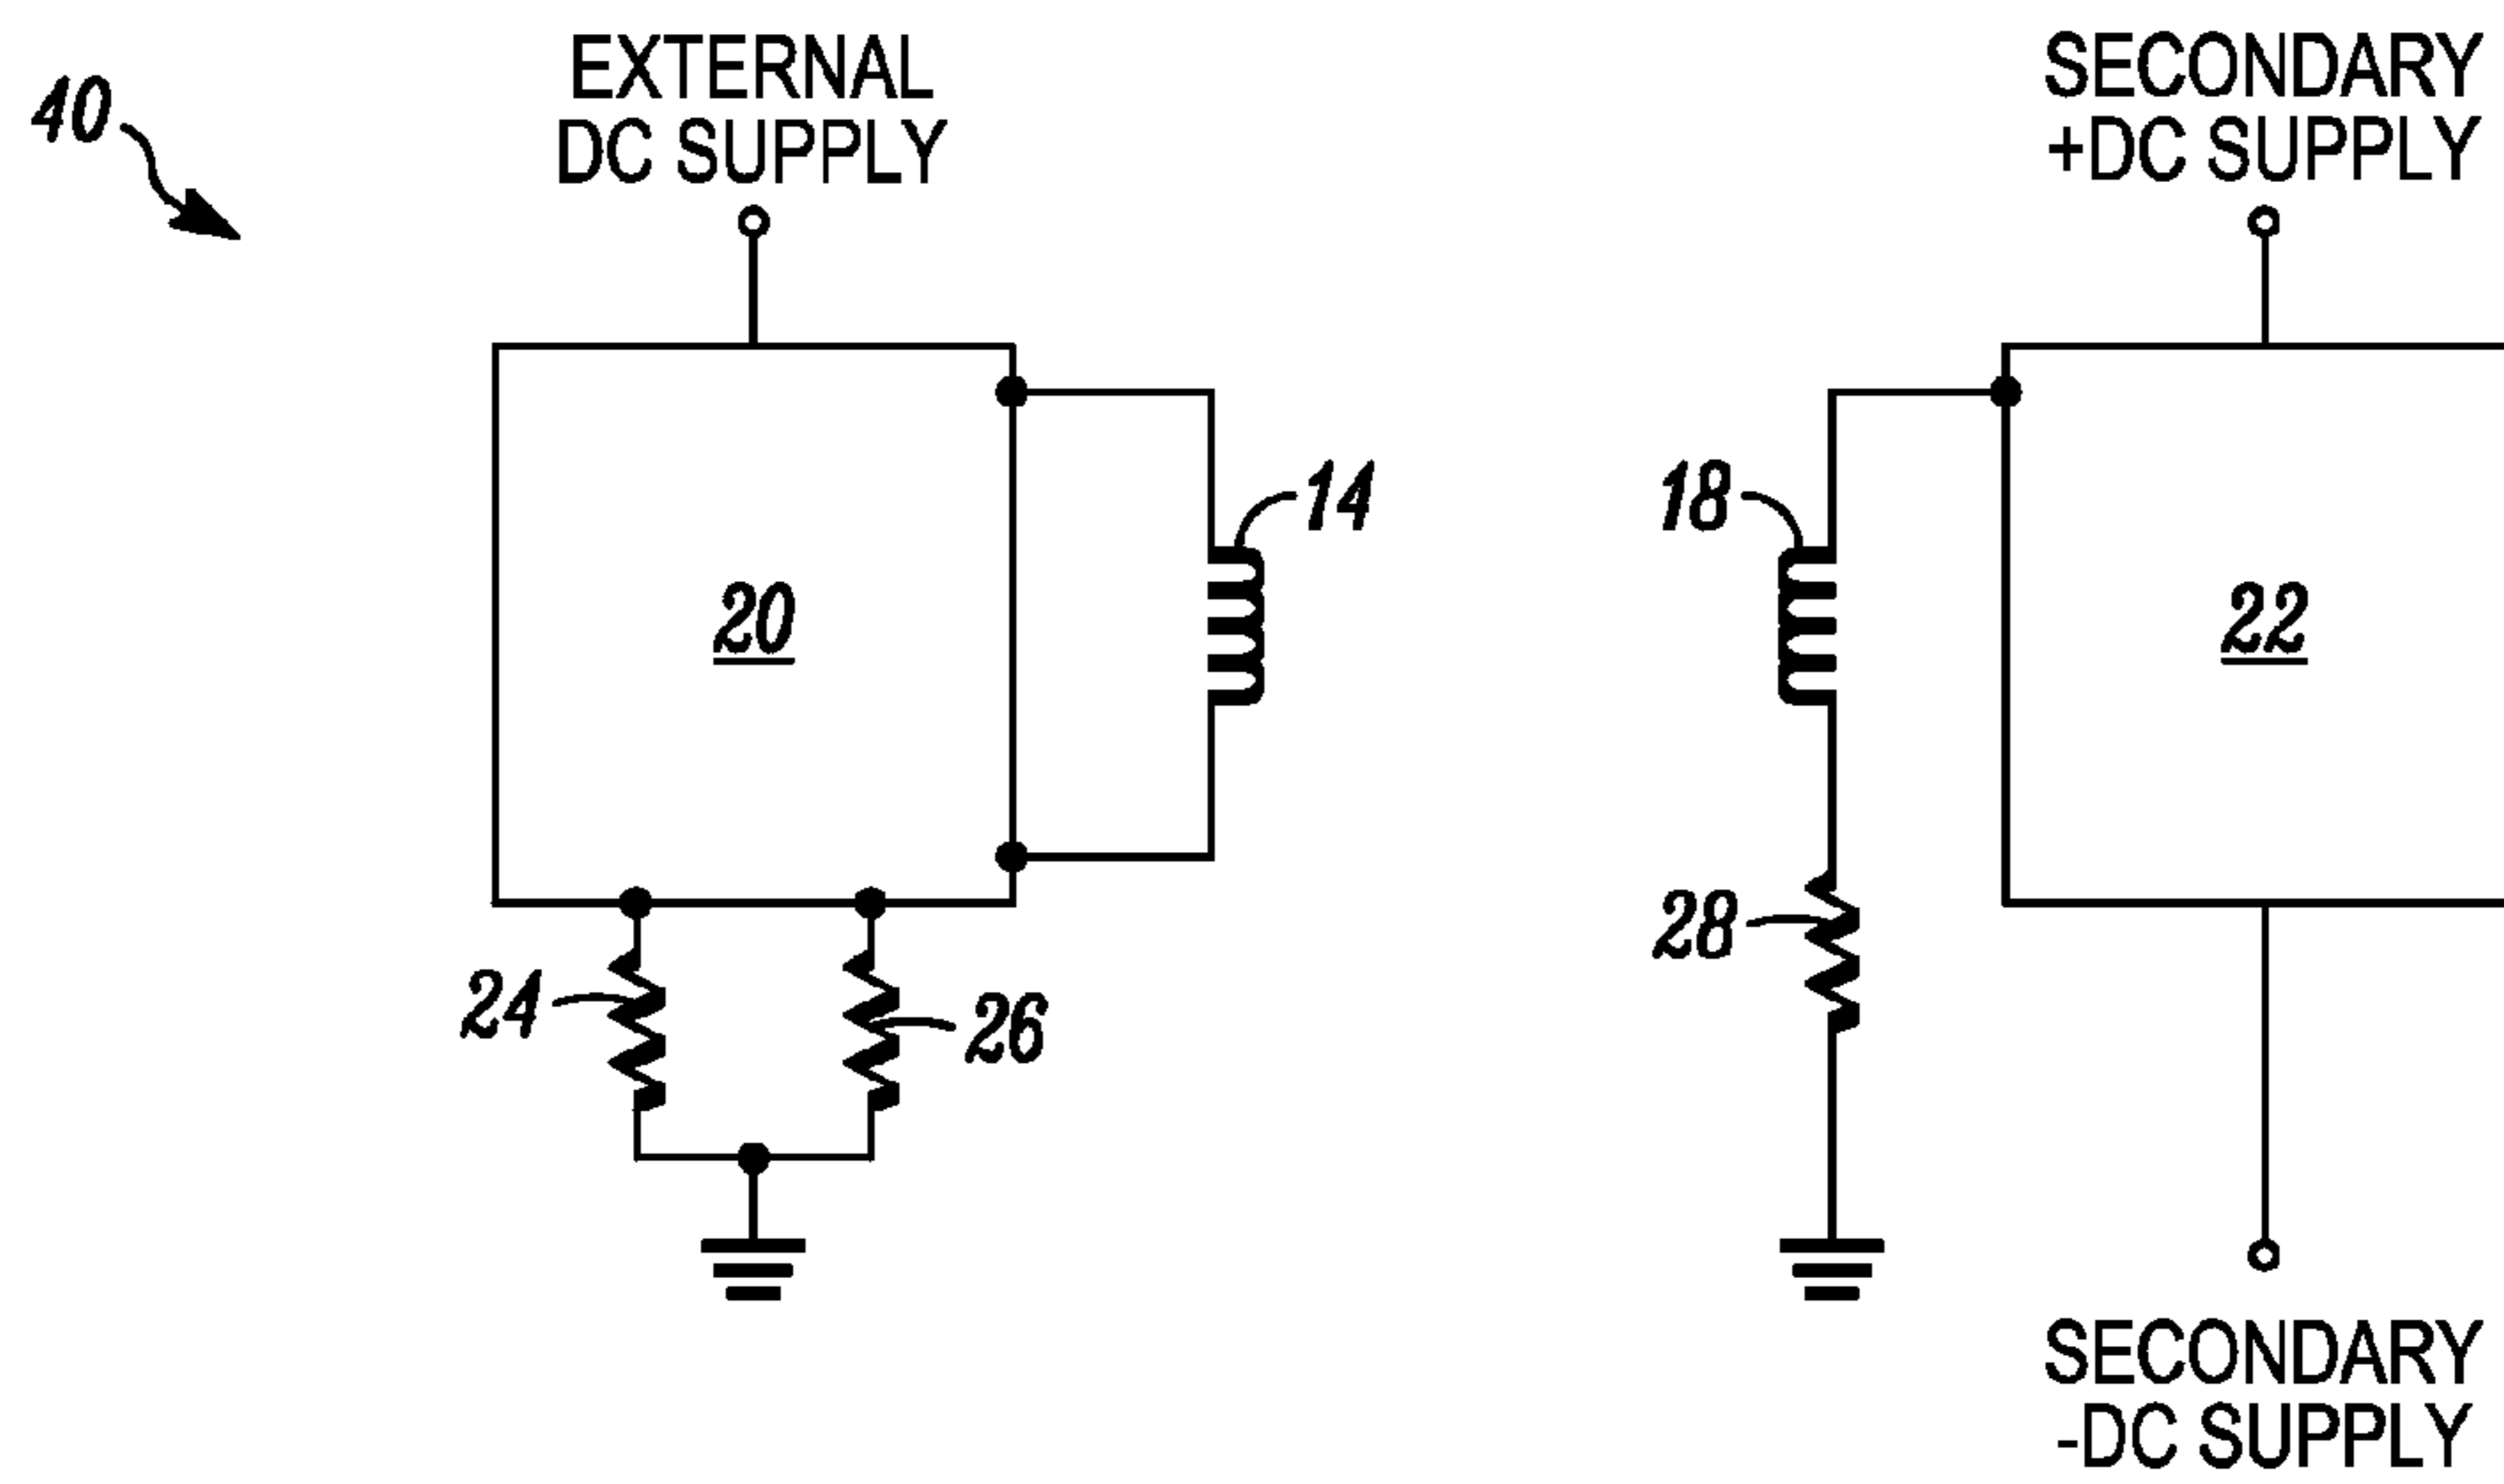 40
EXTERNAL
DC SUPPLY
SECONDARY
+DC SUPPLY
14
18
20
22
28
24
26
SECONDARY
-DC SUPPLY